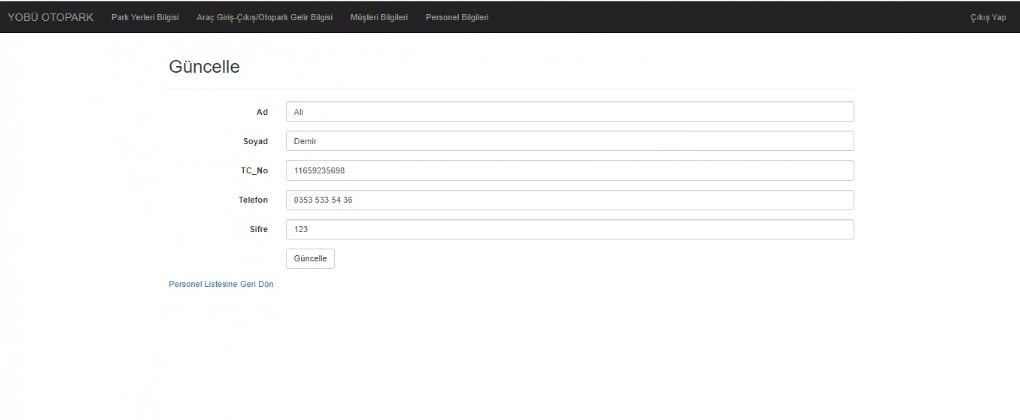 YOBÜ OTOPARK Park Yerleri Bilgisi Araç Giriş-Çıkış/Otopark Gelir Bilgisi Müşteri Bilgileri Personel Bilgileri Çıkış Yap
Güncelle
Ad Ali
Soyad Demir
TC_No 11659235698
Telefon 0353 533 54 36
Sifre 123
Güncelle
Personel Listesine Geri Dön